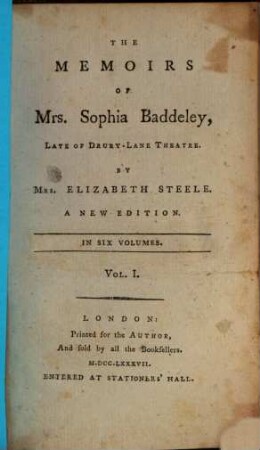 THE
MEMOIRS
OF
Mrs. Sophia Baddeley,
LATE OF DRURY-LANE THEATRE.
BY
MRS. ELIZABETH STEELE.
A NEW EDITION.
IN SIX VOLUMES.
VOL. I.
LONDON:
Printed for the AUTHOR,
And sold by all the Booksellers.
M.DCC.LXXXVII.
ENTERED AT STATIONERS' HALL.